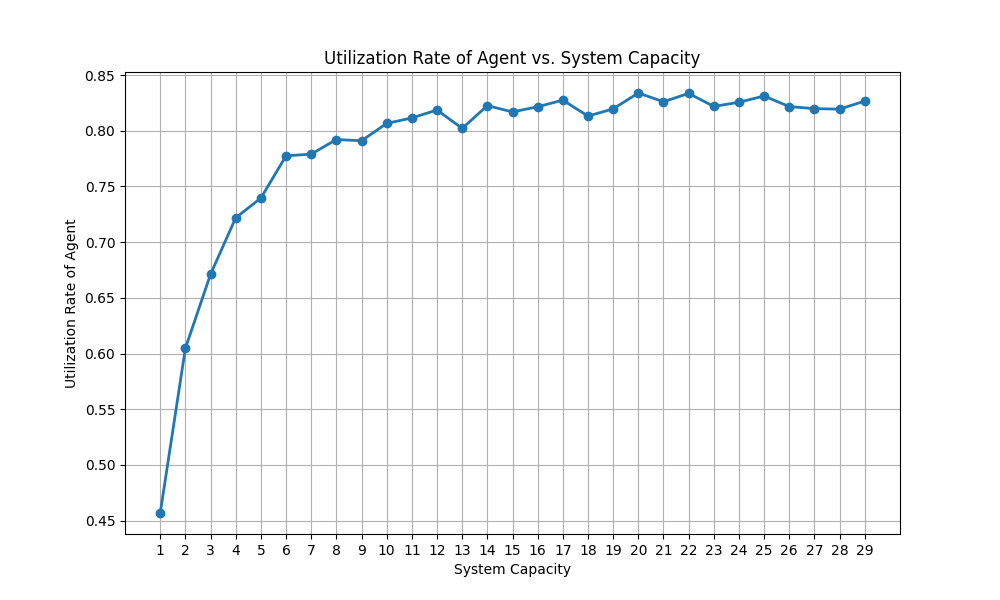 Utilization Rate of Agent vs. System Capacity
Utilization Rate of Agent
0.85
0.80
0.75
0.70
0.65
0.60
0.55
0.50
0.45
1 2 3 4 5 6 7 8 9 10 11 12 13 14 15 16 17 18 19 20 21 22 23 24 25 26 27 28 29
System Capacity